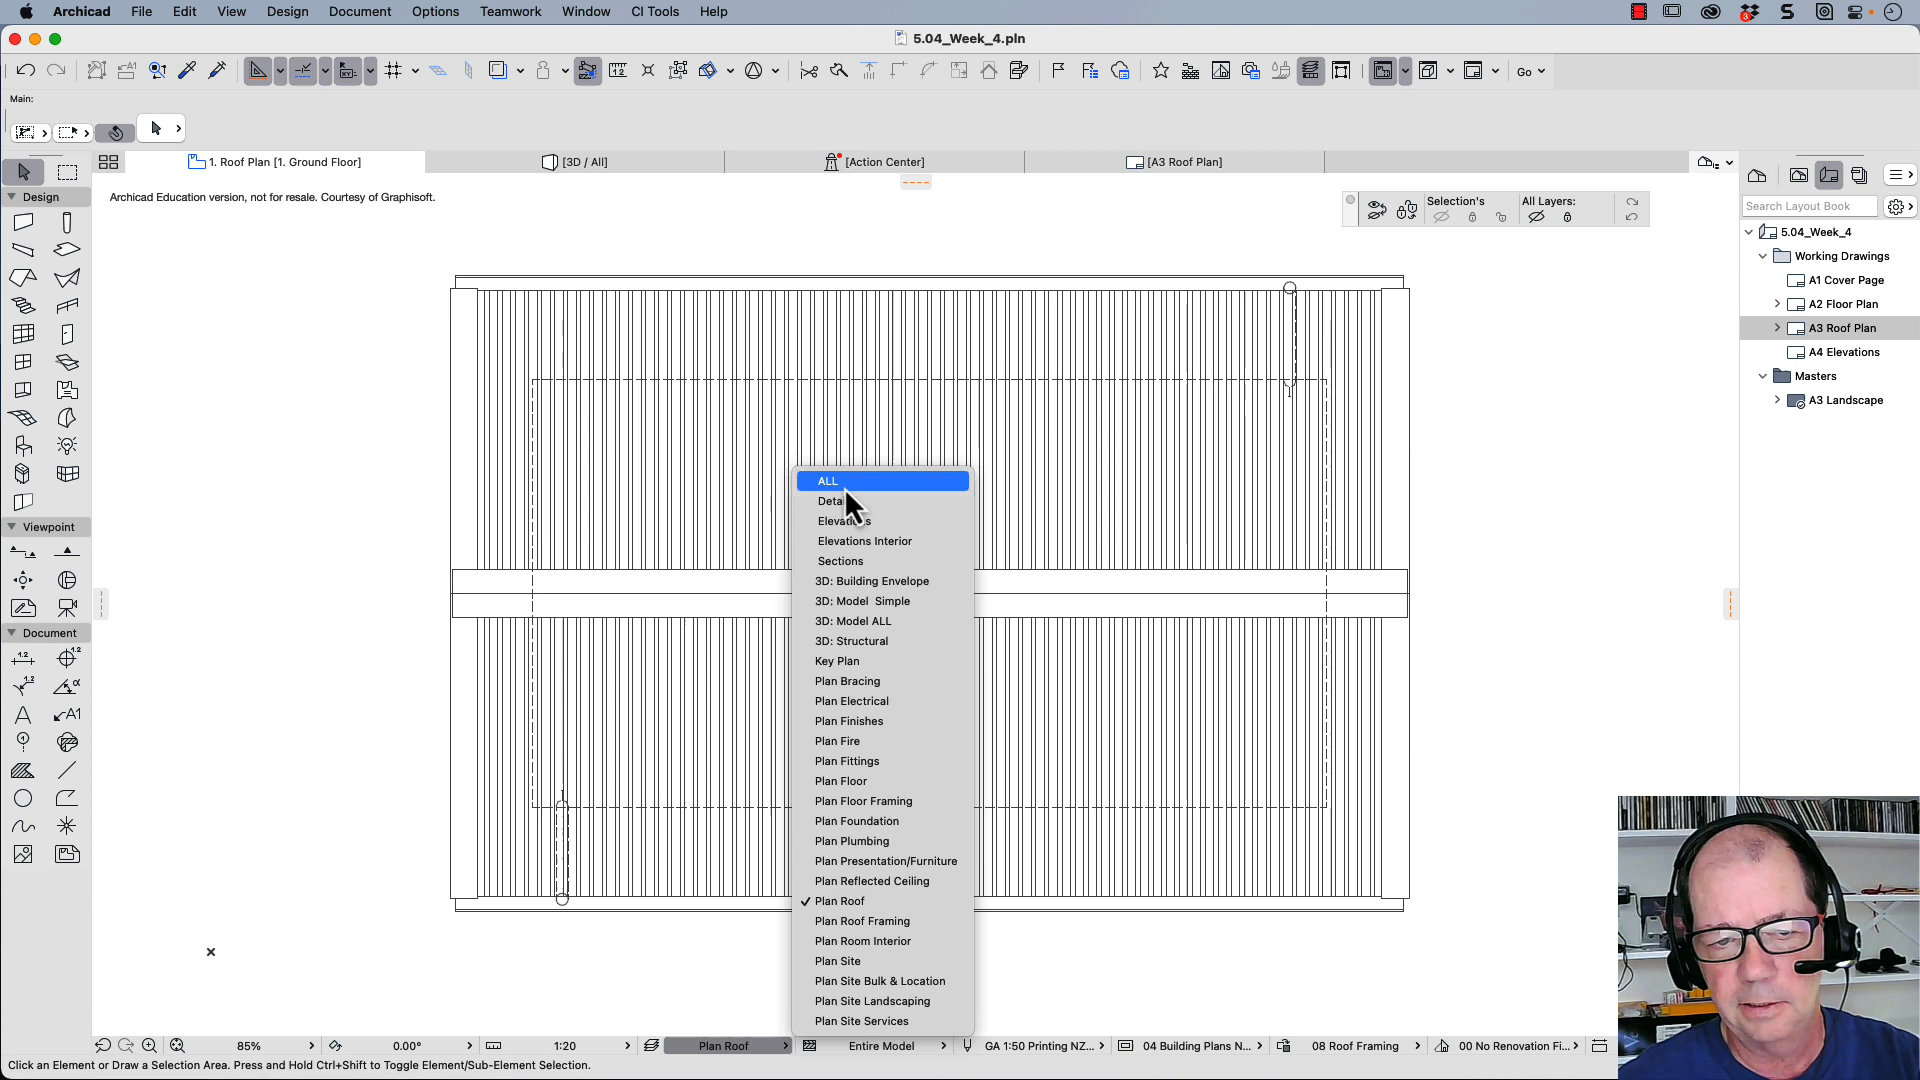 Archicad File Edit View Design Document Options Teamwork Window CI Tools Help
3
5.04_Week_4.pln
Go
Main:
1. Roof Plan [1. Ground Floor]
[3D / All]
[Action Center]
[A3 Roof Plan]
Design
Archicad Education version, not for resale. Courtesy of Graphisoft.
Selection's
All Layers:
Search Layout Book
5.04_Week_4
Working Drawings
A1 Cover Page
A2 Floor Plan
A3 Roof Plan
A4 Elevations
Masters
A3 Landscape
ALL
Elevations Interior
Sections
3D: Building Envelope
3D: Model Simple
3D: Model ALL
3D: Structural
Key Plan
Plan Bracing
Plan Electrical
Plan Finishes
Plan Fire
Plan Fittings
Plan Floor
Plan Floor Framing
Plan Foundation
Plan Plumbing
Plan Presentation/Furniture
Plan Reflected Ceiling
Plan Roof
Plan Roof Framing
Plan Room Interior
Plan Site
Plan Site Bulk & Location
Plan Site Landscaping
Plan Site Services
Viewpoint
Document
85%
0.00°
1:20
Plan Roof
Entire Model
GA 1:50 Printing NZ...
04 Building Plans N...
08 Roof Framing
00 No Renovation Fi...
Click an Element or Draw a Selection Area. Press and Hold Ctrl+Shift to Toggle Element/Sub-Element Selection.